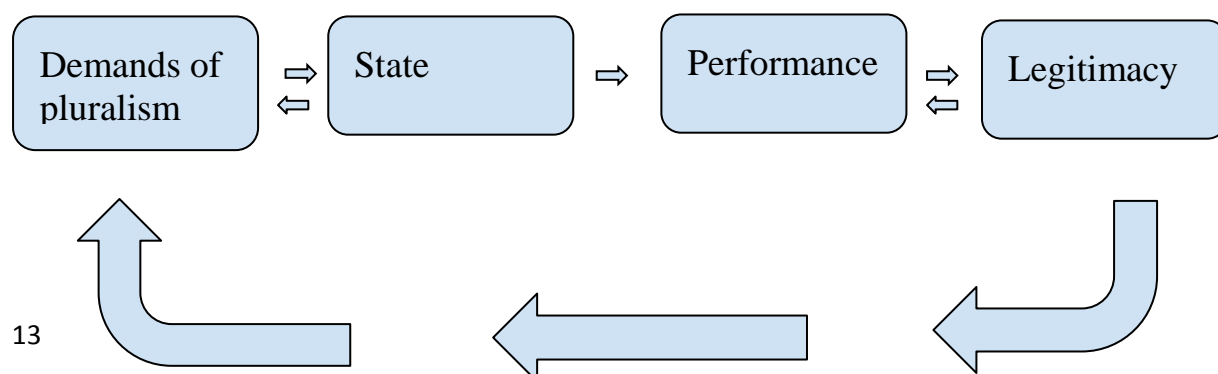 Demands of
pluralism
State
Performance
Legitimacy
13